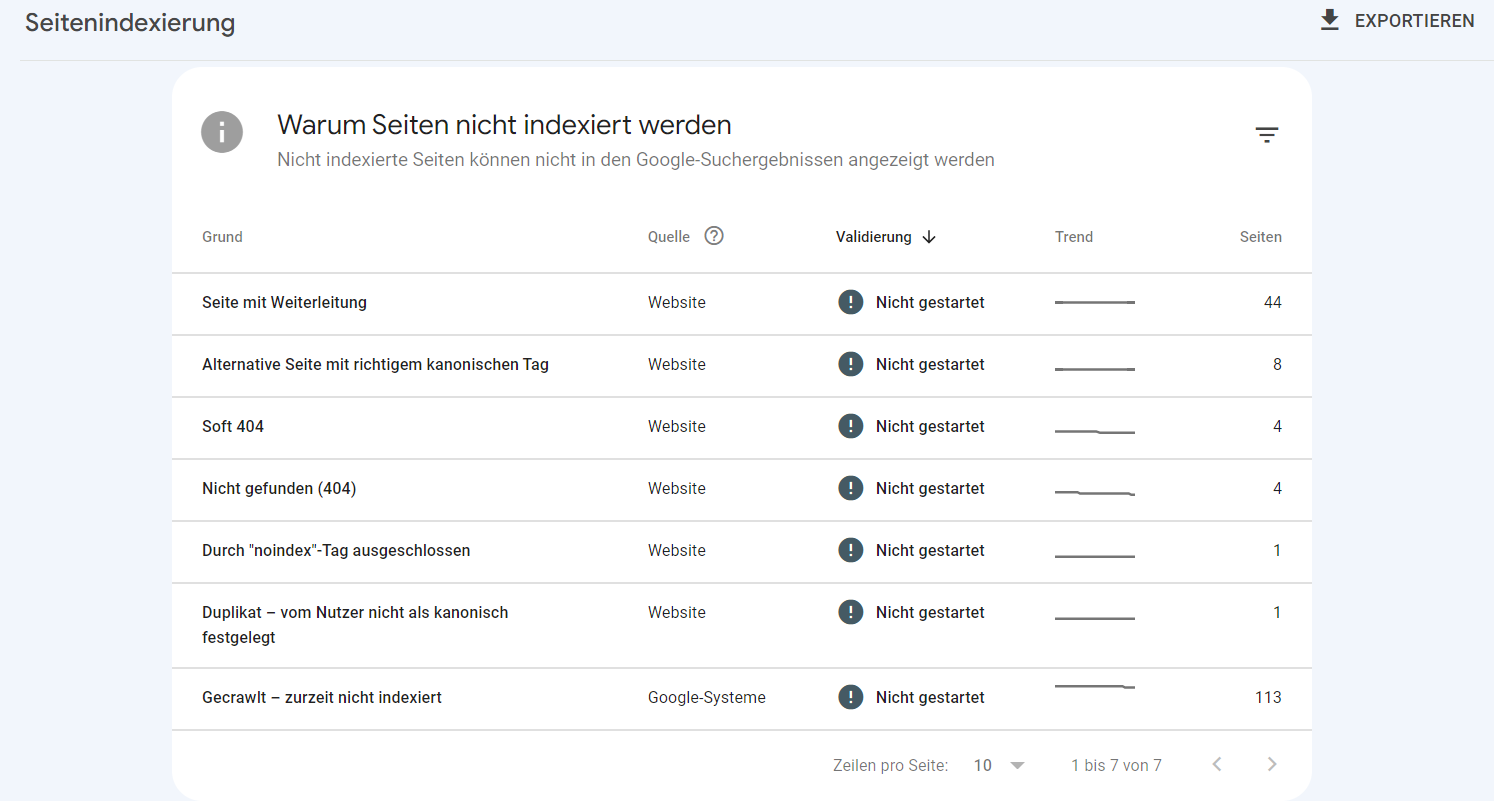 Seitenindexierung
EXPORTIEREN
Warum Seiten nicht indexiert werden
Nicht indexierte Seiten können nicht in den Google-Suchergebnissen angezeigt werden
Grund Quelle Validierung Trend Seiten
Seite mit Weiterleitung Website Nicht gestartet 44
Alternative Seite mit richtigem kanonischen Tag Website Nicht gestartet 8
Soft 404 Website Nicht gestartet 4
Nicht gefunden (404) Website Nicht gestartet 4
Durch "noindex"-Tag ausgeschlossen Website Nicht gestartet 1
Duplikat – vom Nutzer nicht als kanonisch Website Nicht gestartet 1
festgelegt
Gecrawlt – zurzeit nicht indexiert Google-Systeme Nicht gestartet 113
Zeilen pro Seite: 10 1 bis 7 von 7